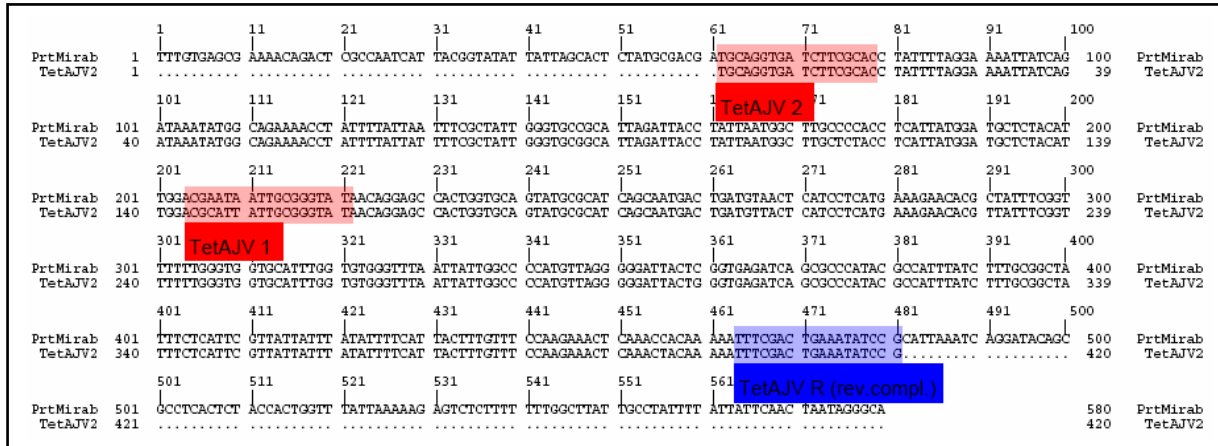 1 11 21 31 41 51 61 71 81 91 100
PrtMirab 1 TTTGTGAGCG AAAACAGACT CGCCAATCAT TACGGTATAT TATTAGCACT CTATGCGACG ATGCAGGTGA TCTTCGCACC TATTTTAGGA AAATTATCAG 100 PrtMirab
TetAJV2 1 .......... .......... .......... .......... .......... .......... .TGCAGGTGA TCTTCGCACC TATTTTAGGA AAATTATCAG 39 TetAJV2
TetAJV 2
101 111 121 131 141 151 1 71 181 191 200
PrtMirab 101 ATAAATATGG CAGAAAACCT ATTTTATTAA TTTCGCTATT GGGTGCCGCA TTAGATTACC TATTAATGGC TTGCCCCACC TCATTATGGA TGCTCTACAT 200 PrtMirab
TetAJV2 40 ATAAATATGG CAGAAAACCT ATTTTATTAT TTTCGCTATT GGGTGCGGCA TTAGATTACC TATTAATGGC TTGCTCTACC TCATTATGGA TGCTCTACAT 139 TetAJV2
201 211 221 231 241 251 261 271 281 291 300
PrtMirab 201 TGGACGAATA ATTGCGGGTA TAACAGGAGC CACTGGTGCA GTATGCGCAT CAGCAATGAC TGATGTAACT CATCCTCATG AAAGAACACG CTATTTCGGT 300 PrtMirab
TetAJV2 140 TGGACGCATT ATTGCGGGTA TAACAGGAGC CACTGGTGCA GTATGCGCAT CAGCAATGAC TGATGTTACT CATCCTCATG AAAGAACACG TTATTTCGGT 239 TetAJV2
TetAJV 1
301 311 321 331 341 351 361 371 381 391 400
PrtMirab 301 TTTTTGGGTG GTGCATTTGG TGTGGGTTTA ATTATTGGCC CCATGTTAGG GGGATTACTC GGTGAGATCA GCGCCCATAC GCCATTTATC TTTGCGGCTA 400 PrtMirab
TetAJV2 240 TTTTTGGGTG GTGCATTTGG TGTGGGTTTA ATTATTGGCC CCATGTTAGG GGGATTACTG GGTGAGATCA GCGCCCATAC GCCATTTATC TTTGCGGCTA 339 TetAJV2
401 411 421 431 441 451 461 471 481 491 500
PrtMirab 401 TTTCTCATTC GTTATTATTT ATATTTTCAT TACTTTGTTT CCAAGAAACT CAAACCACAA AAATTTCGAC TGAAATATCC GCATTAAATC AGGATACAGC 500 PrtMirab
TetAJV2 340 TTTCTCATTC GTTATTATTT ATATTTTCAT TACTTTGTTT CCAAGAAACT CAAACTACAA AAATTTCGAC TGAAATATCC G......... .......... 420 TetAJV2
501 511 521 531 541 551 561
TetAJV R (rev.compl.)
PrtMirab 501 GCCTCACTCT ACCACTGGTT TATTAAAAAG AGTCTCTTTT TTTGGCTTAT TGCCTATTTT ATTATTCAAC TAATAGGGCA 580 PrtMirab
TetAJV2 421 .......... .......... .......... .......... .......... .......... .......... .......... 420 TetAJV2